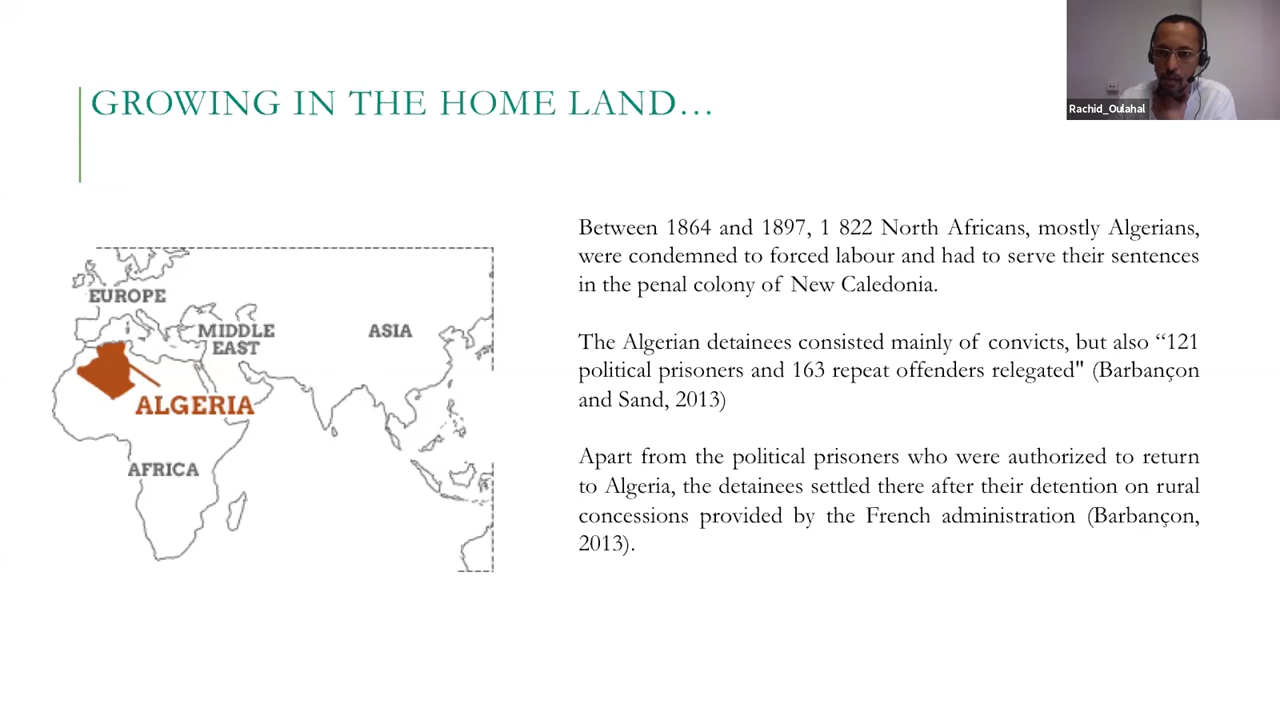 GROWING IN THE HOME LAND…
Rachid_Oulahal
Between 1864 and 1897, 1 822 North Africans, mostly Algerians,
were condemned to forced labour and had to serve their sentences
in the penal colony of New Caledonia.
The Algerian detainees consisted mainly of convicts, but also “121
political prisoners and 163 repeat offenders relegated" (Barbançon
and Sand, 2013)
Apart from the political prisoners who were authorized to return
to Algeria, the detainees settled there after their detention on rural
concessions provided by the French administration (Barbançon,
2013).
EUROPE
MIDDLE
EAST
ASIA
ALGERIA
AFRICA